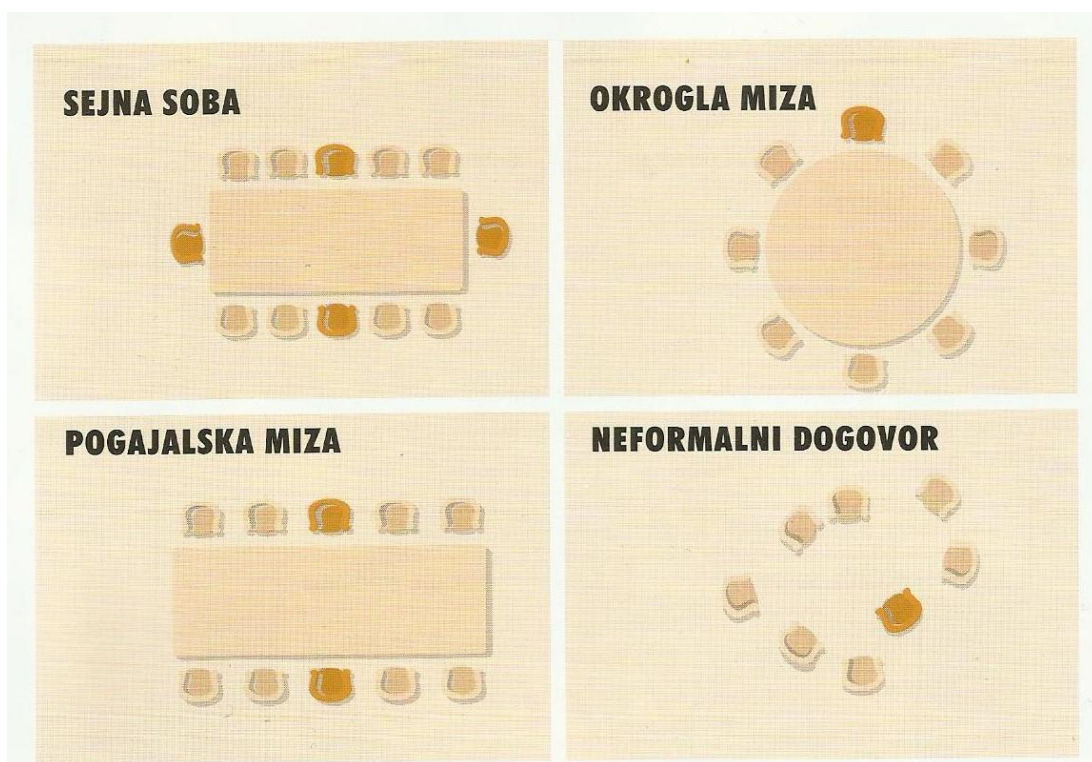 SEJNA SOBA
OKROGLA MIZA
POGAJALSKA MIZA
NEFORMALNI DOGOVOR